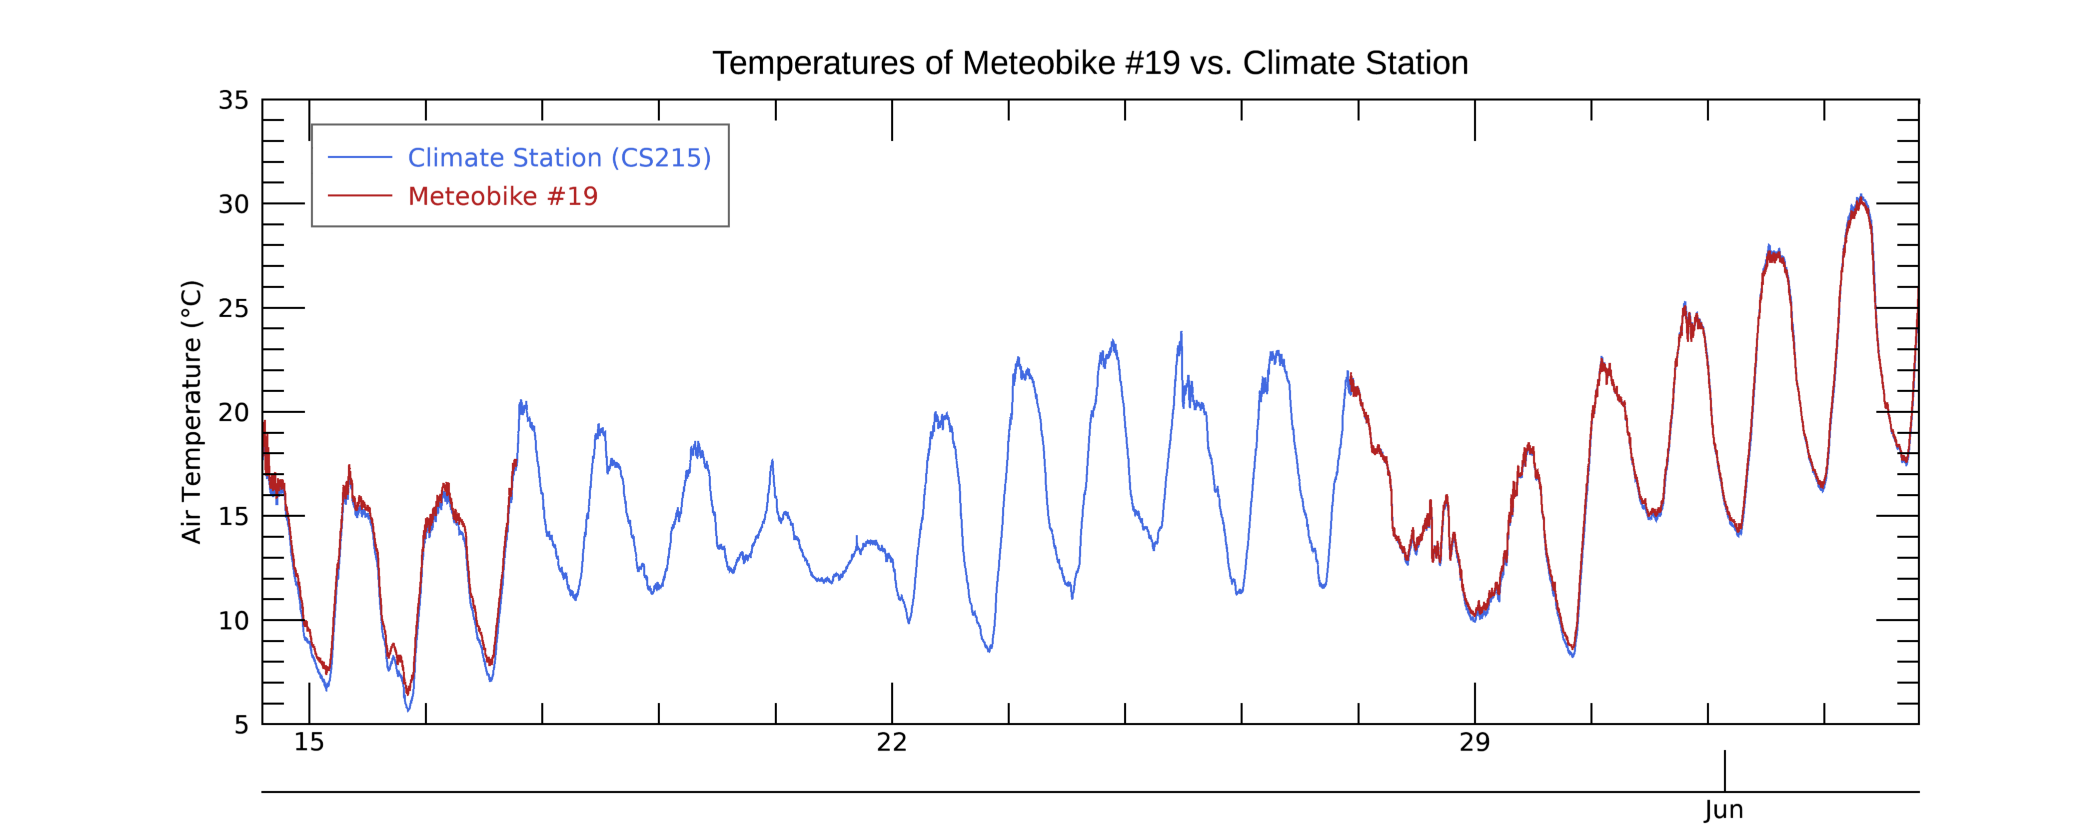 Temperatures of Meteobike #19 vs. Climate Station
35
30
25
20
15
10
5
Air Temperature (°C)
Climate Station (CS215)
Meteobike #19
15 22 29
Jun